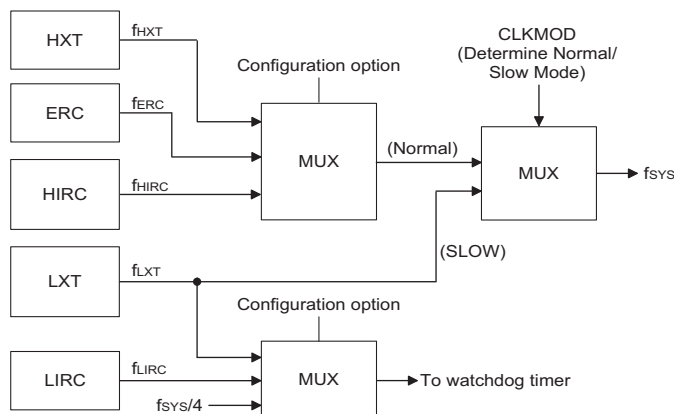 HXT
fHXT
ERC
fERC
HIRC
fHIRC
LXT
fLXT
LIRC
fLIRC
fSYS/4
Configuration option
MUX
(Normal)
(SLOW)
CLKMOD
(Determine Normal/
Slow Mode)
MUX
fSYS
Configuration option
MUX
To watchdog timer